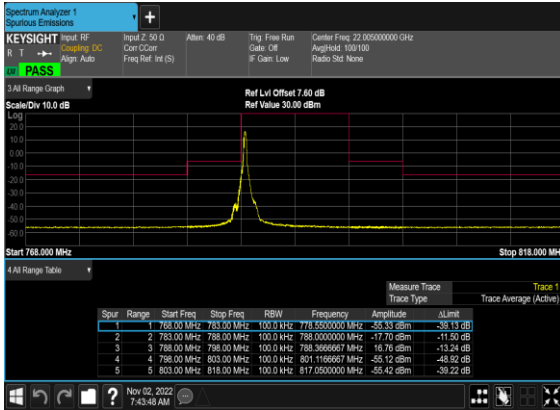 Spectrum Analyzer 1
Spurious Emissions
+
KEYSIGHT Input: RF Input Z: 50 Ω Atten: 40 dB Trig: Free Run Center Freq: 22.005000000 GHz
R T Coupling: DC Corr CCorr Gate: Off Avg|Hold: 100/100
Align: Auto Freq Ref: Int (S) IF Gain: Low Radio Std: None
PASS
3 All Range Graph Ref Lvl Offset 7.60 dB
Scale/Div 10.0 dB Ref Value 30.00 dBm
Log
20.0
10.0
0.00
-10.0
-20.0
-30.0
-40.0
-50.0
-60.0
Start 768.000 MHz Stop 818.000 MHz
4 All Range Table
Measure Trace Trace 1
Trace Type Trace Average (Active)
Spur Range Start Freq Stop Freq RBW Frequency Amplitude ΔLimit
1 1 768.00 MHz 783.00 MHz 100.0 kHz 778.5500000 MHz -55.33 dBm -39.13 dB
2 2 783.00 MHz 788.00 MHz 100.0 kHz 788.0000000 MHz -17.70 dBm -11.50 dB
3 3 788.00 MHz 798.00 MHz 100.0 kHz 788.3666667 MHz 16.76 dBm -13.24 dB
4 4 798.00 MHz 803.00 MHz 100.0 kHz 801.1166667 MHz -55.12 dBm -48.92 dB
5 5 803.00 MHz 818.00 MHz 100.0 kHz 817.0500000 MHz -55.42 dBm -39.22 dB
? Nov 02, 2022
7:43:48 AM